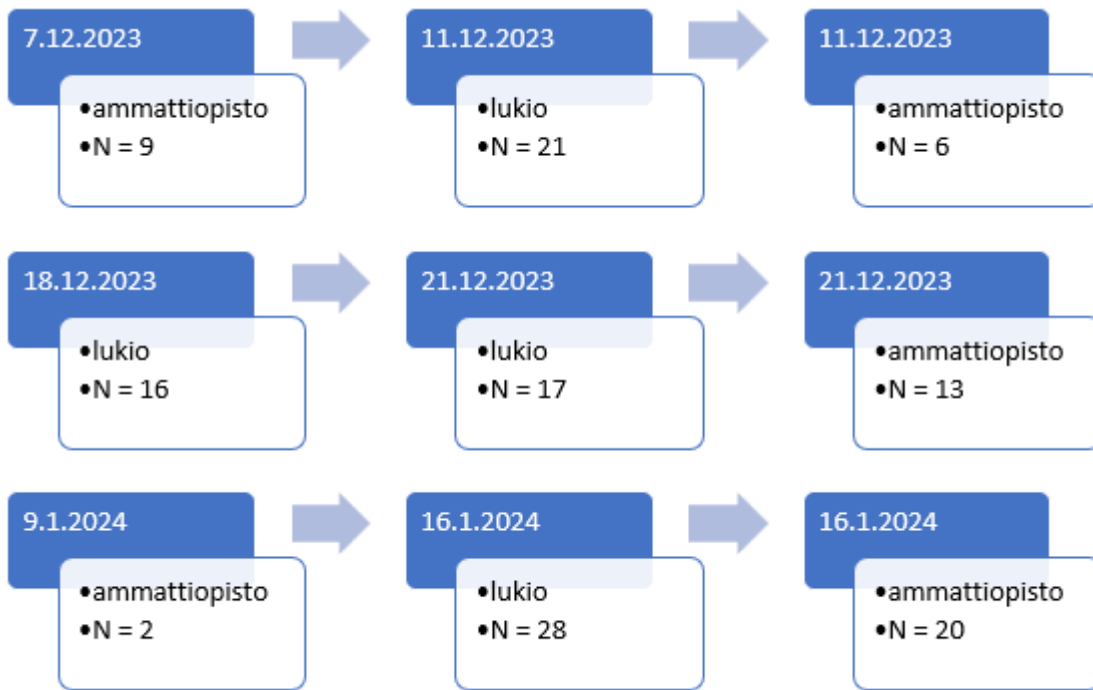 7.12.2023
•ammattiopisto
•N = 9
11.12.2023
•lukio
•N = 21
11.12.2023
•ammattiopisto
•N = 6
18.12.2023
•lukio
•N = 16
21.12.2023
•lukio
•N = 17
21.12.2023
•ammattiopisto
•N = 13
9.1.2024
•ammattiopisto
•N = 2
16.1.2024
•lukio
•N = 28
16.1.2024
•ammattiopisto
•N = 20